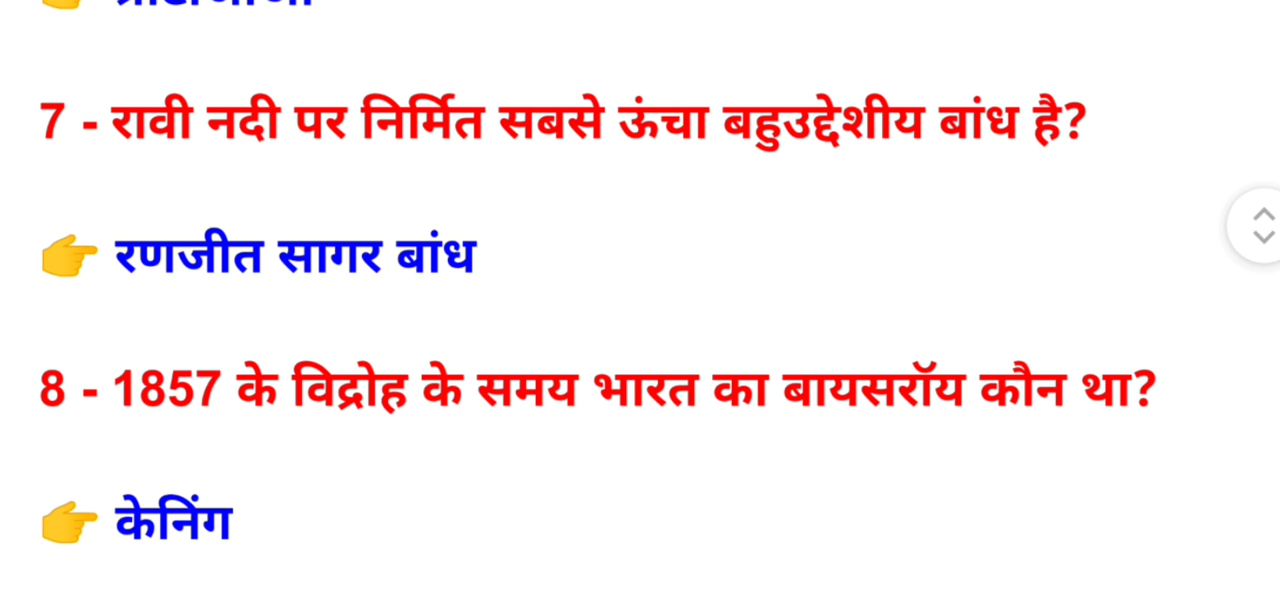 7 - रावी नदी पर निर्मित सबसे ऊंचा बहुउद्देशीय बांध है?
👉 रणजीत सागर बांध
8 - 1857 के विद्रोह के समय भारत का बायसरॉय कौन था?
👉 केनिंग